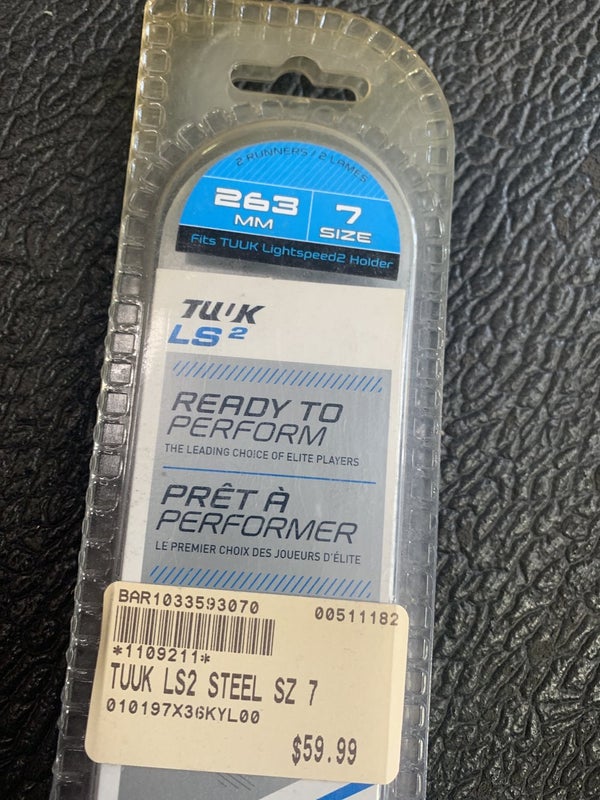 2 RUNNERS / 2 LAMES
263 MM
7 SIZE
Fits TUUK Lightspeed2 Holder
TUUK
LS2
READY TO
PERFORM
THE LEADING CHOICE OF ELITE PLAYERS
PRÊT À
PERFORMER
LE PREMIER CHOIX DES JOUEURS D'ÉLITE
BAR1033593070 00511182
*1109211*
TUUK LS2 STEEL SZ 7
010197X36KYL00
$59.99